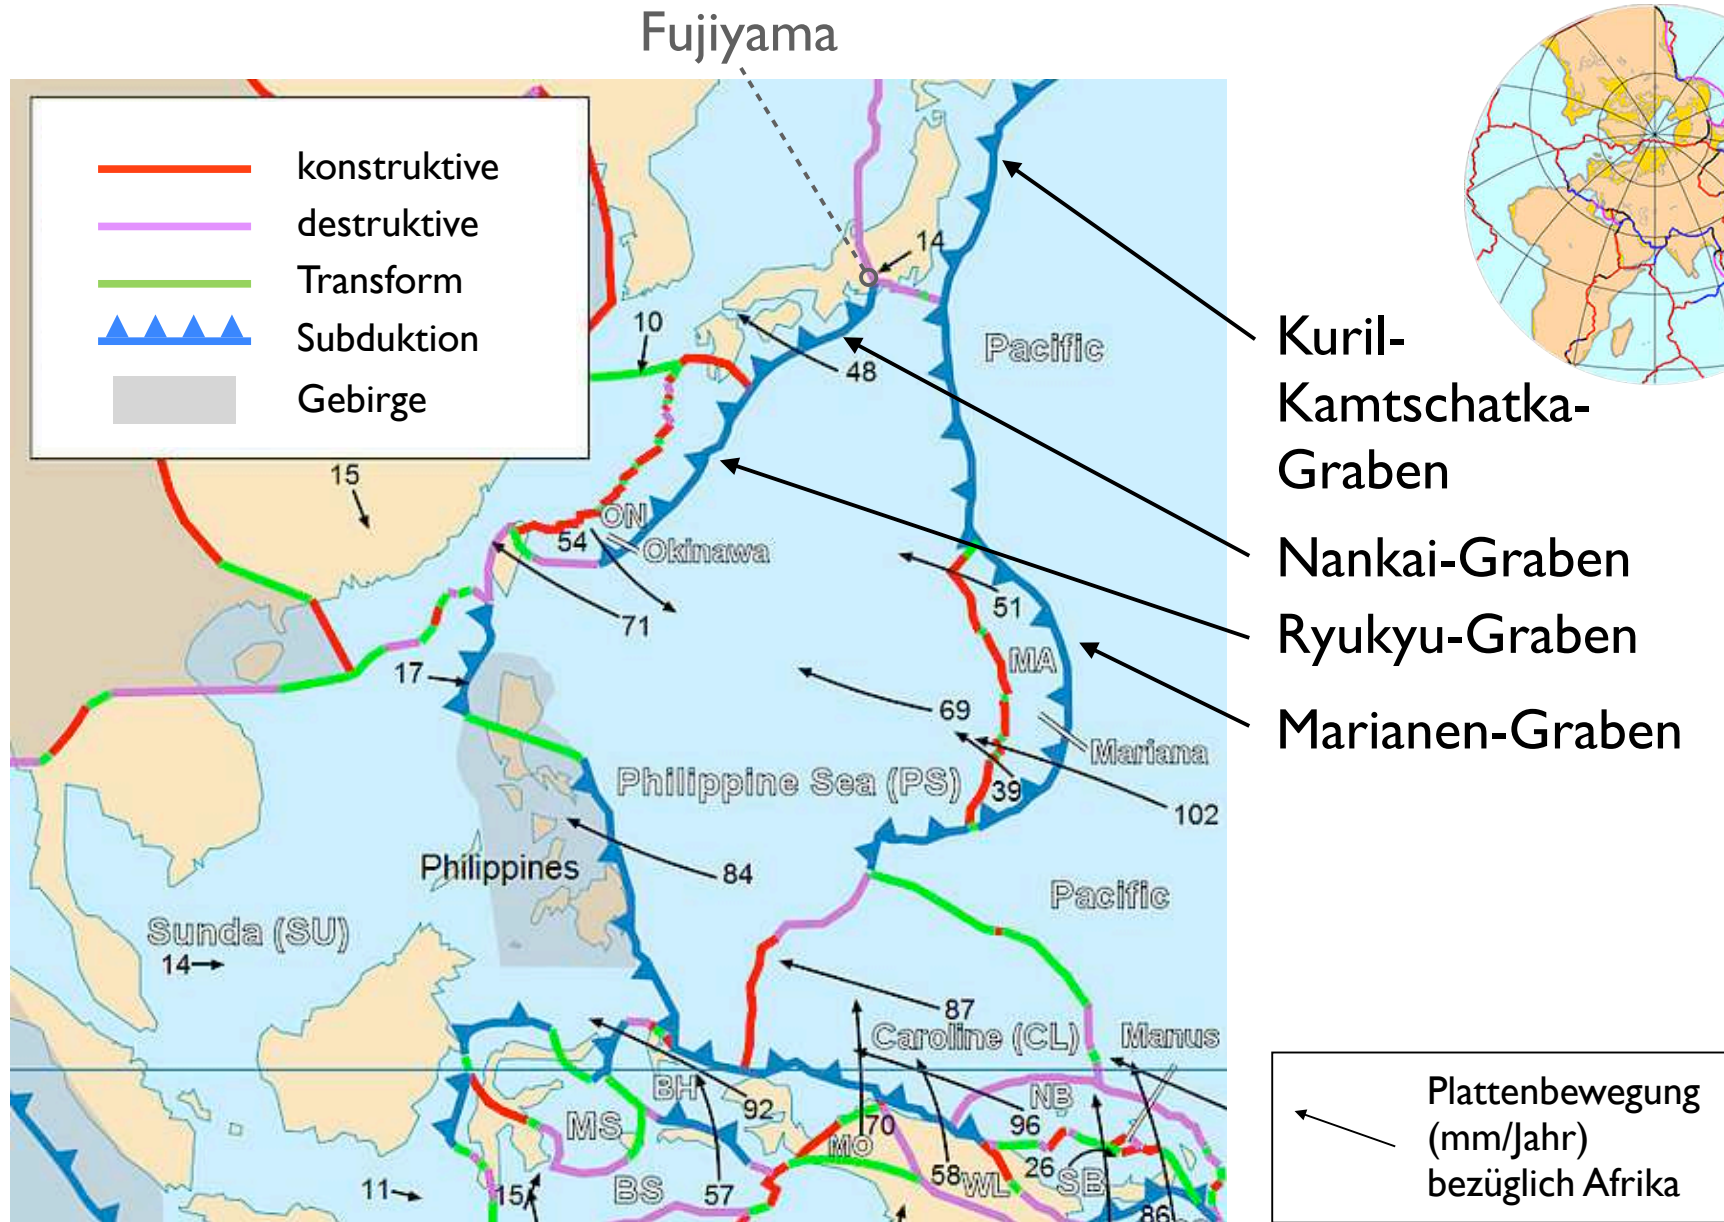 Fujiyama
konstruktive
destruktive
Transform
Subduktion
Gebirge
14
10
48
Pacific
Kuril-
Kamtschatka-
Graben
15
ON
54
Okinawa
Nankai-Graben
51
71
Ryukyu-Graben
MA
17
69
Marianen-Graben
Mariana
Philippine Sea (PS)
39
102
Philippines
84
Pacific
Sunda (SU)
14
87
Caroline (CL)
Manus
BH
92
NB
MS
96
70
MO
58
WL
26
SB
11
15
BS
57
86
Plattenbewegung
(mm/Jahr)
bezüglich Afrika